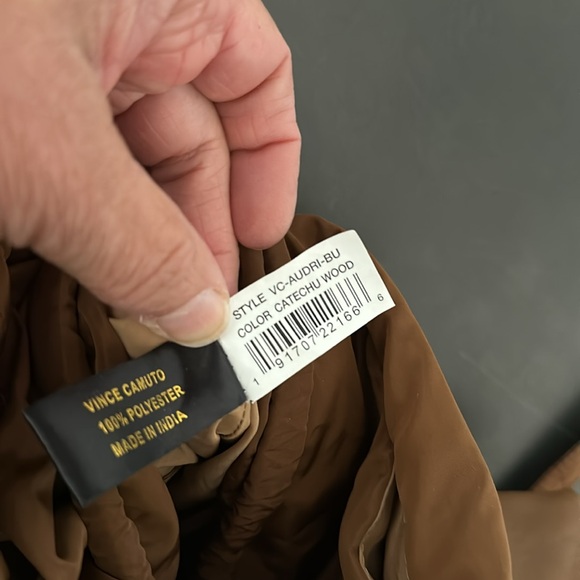 STYLE VC-AUDRI-BU
COLOR CATECHU WOOD
1 91707 22166 6
VINCE CAMUTO
100% POLYESTER
MADE IN INDIA